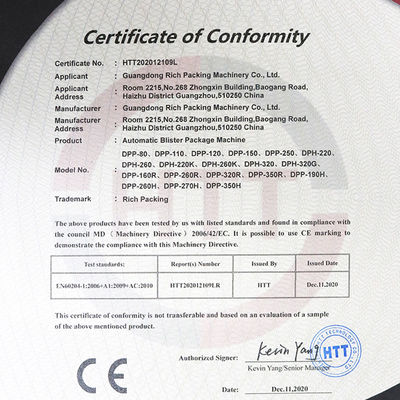 Certificate of Conformity
Certificate No. : HTT202012109L
Applicant : Guangdong Rich Packing Machinery Co., Ltd.
Applicant Address : Room 2215,No.268 Zhongxin Building,Baogang Road, Haizhu District Guangzhou,510250 China
Manufacturer : Guangdong Rich Packing Machinery Co., Ltd.
Manufacturer Address : Room 2215,No.268 Zhongxin Building,Baogang Road, Haizhu District Guangzhou,510250 China
Product : Automatic Blister Package Machine
Model No. : DPP-80、DPP-110、DPP-120、DPP-150、DPP-250、DPH-220、
DPH-260、DPH-220K、DPH-260K、DPH-320、DPH-320G、
DPP-160R、DPP-260R、DPP-320R、DPP-350R、DPP-190H、
DPP-260H、DPP-270H、DPP-350H
Trademark : Rich Packing
The above products have been tested by us with listed standards and found in compliance with
the council MD ( Machinery Directive ) 2006/42/EC. It is possible to use CE marking to
demonstrate the compliance with this Machinery Directive.
Test standards: Report(s) Number Issued By Issued Date
EN60204-1:2006+A1:2009+AC:2010 HTT202012109LR HTT Dec.11,2020
This certificate of conformity is not transferable and based on an evaluation of a sample
of the above mentioned product.
CE
Authorized Signer: Kevin Yang
Kevin Yang/Senior Manager
HTT
Date: Dec.11,2020